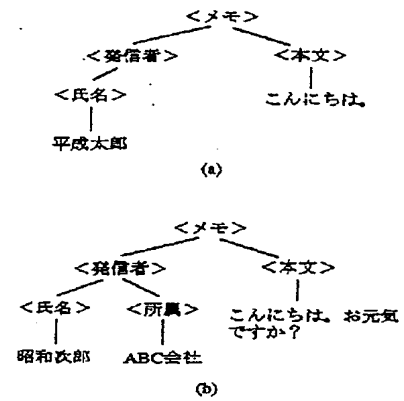 <メモ>
<発信者> <本文>
<氏名> こんにちは。
平成太郎
(a)
<メモ>
<発信者> <本文>
<氏名> <所属> こんにちは。お元気
ですか?
昭和次郎 ABC会社
(b)